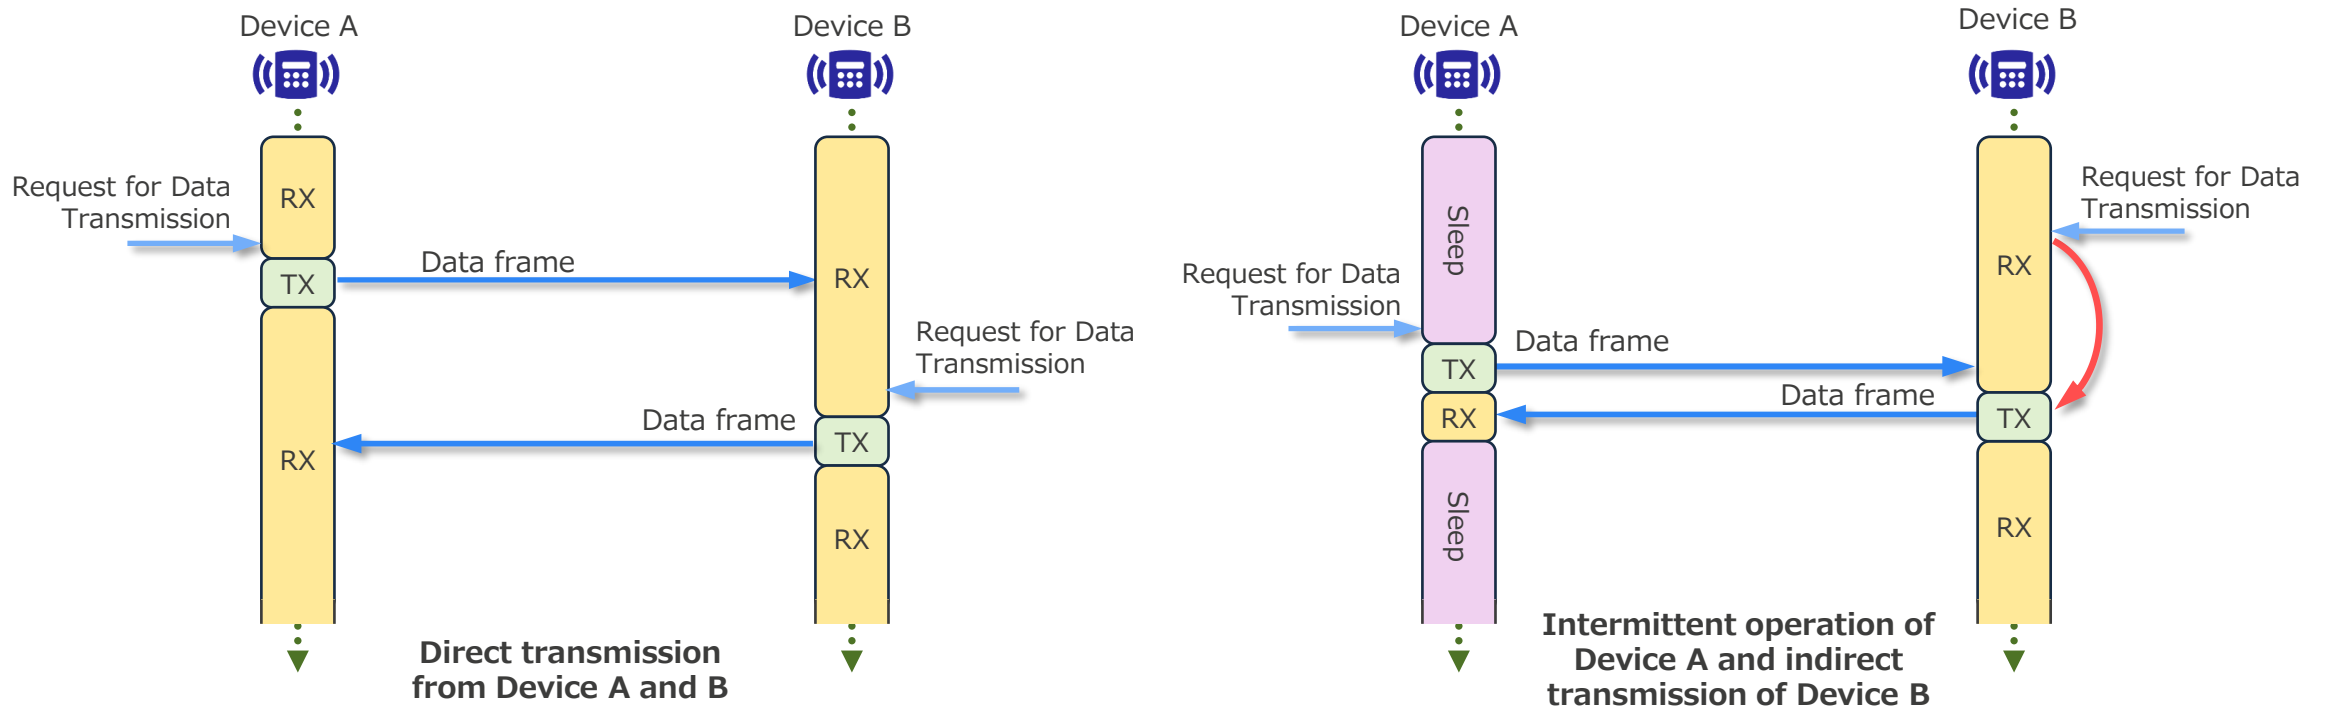 Device A
Device B
RX
Request for Data
Transmission
TX
Data frame
RX
Request for Data
Transmission
Data frame
TX
RX
RX
Direct transmission
from Device A and B
Device A
Device B
Sleep
Request for Data
Transmission
RX
Request for Data
Transmission
Data frame
TX
Data frame
RX
TX
Sleep
RX
Intermittent operation of
Device A and indirect
transmission of Device B